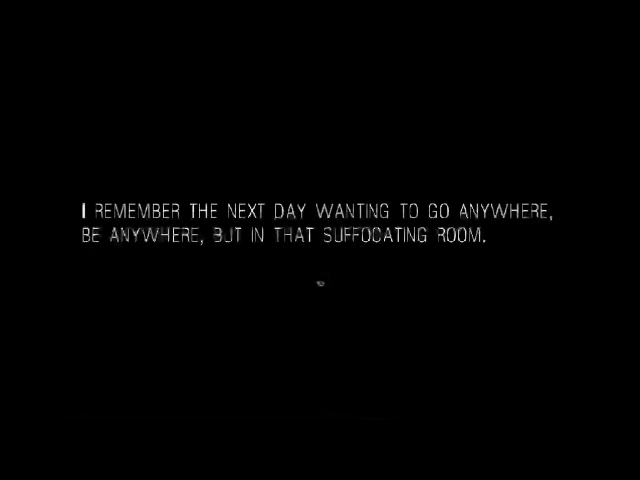 I REMEMBER THE NEXT DAY WANTING TO GO ANYWHERE,
BE ANYWHERE, BUT IN THAT SUFFOCATING ROOM.